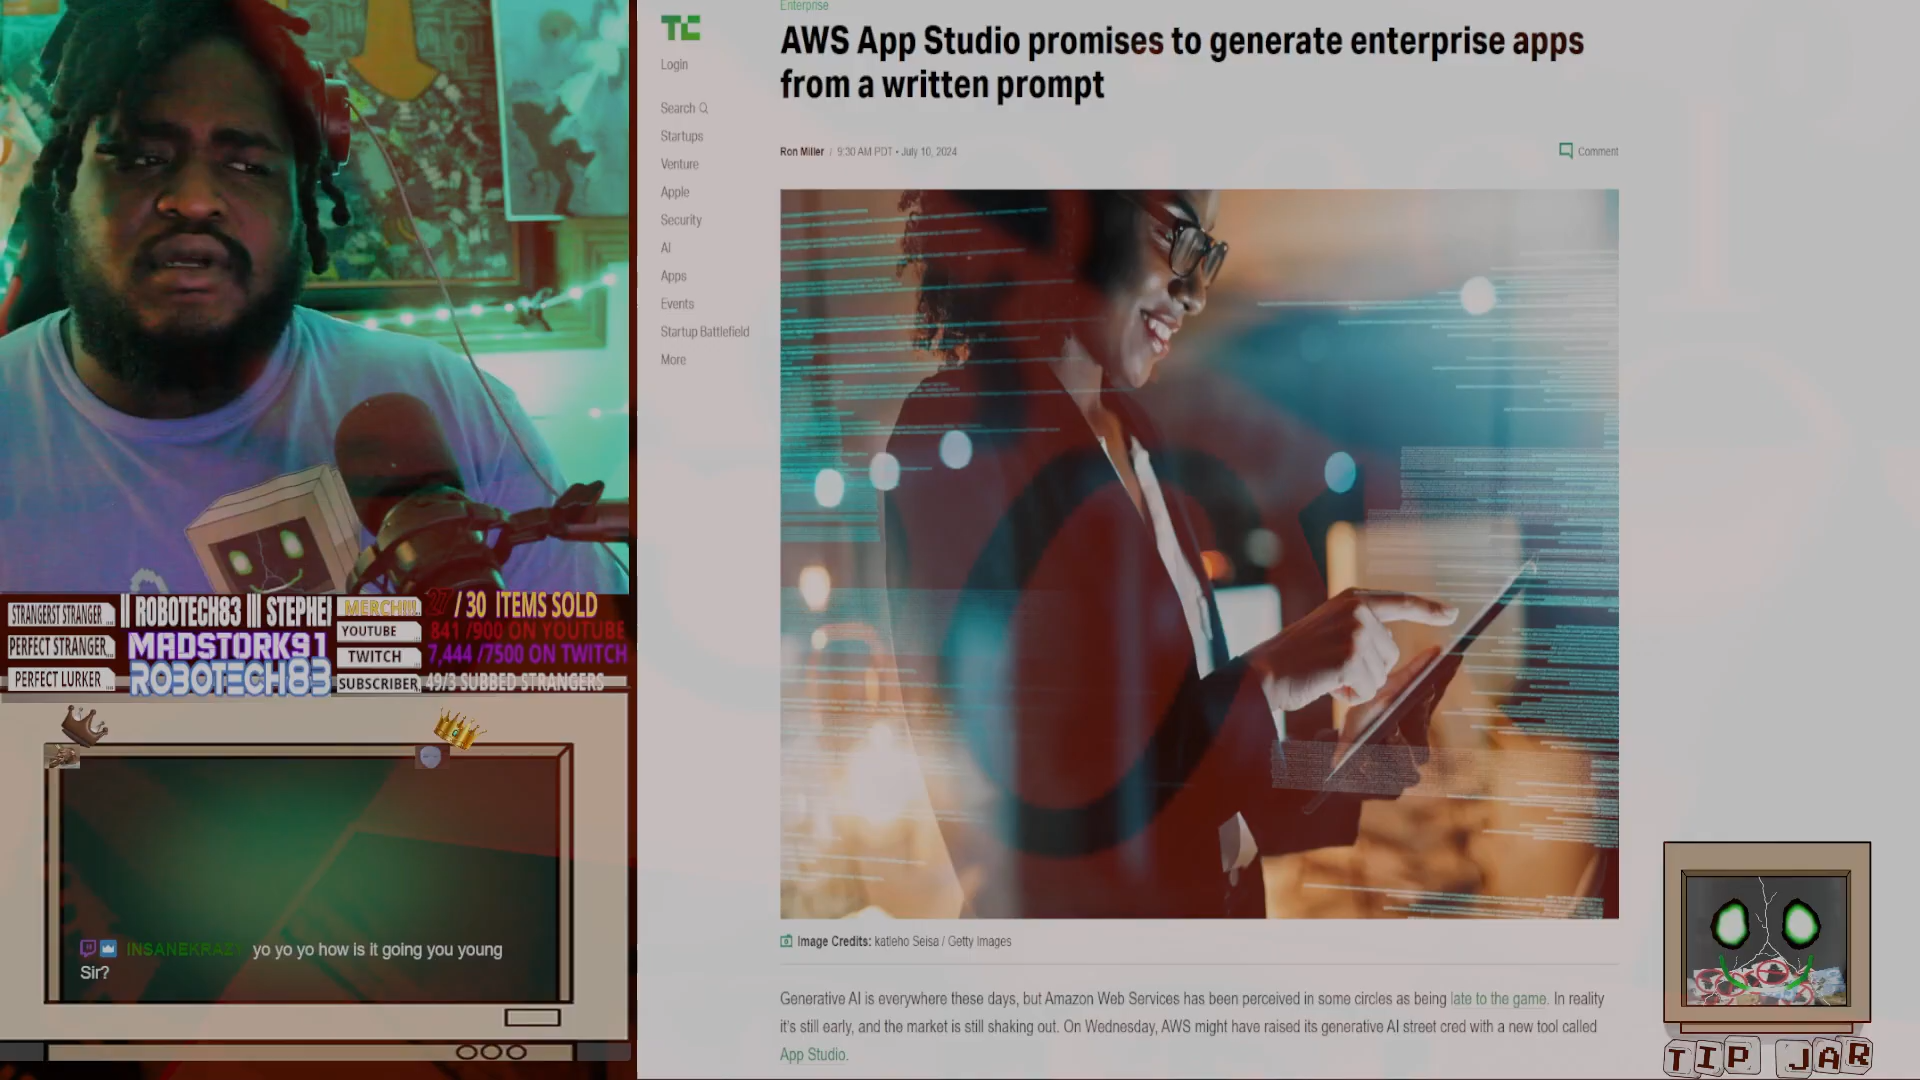 Enterprise
TC
AWS App Studio promises to generate enterprise apps
from a written prompt
Login
Search
Startups
Venture
Apple
Security
AI
Apps
Events
Startup Battlefield
More
Ron Miller / 9:30 AM PDT • July 10, 2024
Comment
Image Credits: katleho Seisa / Getty Images
Generative AI is everywhere these days, but Amazon Web Services has been perceived in some circles as being late to the game. In reality
it's still early, and the market is still shaking out. On Wednesday, AWS might have raised its generative AI street cred with a new tool called
App Studio.
STRANGERST STRANGER
|| ROBOTECH83 ||| STEPHE
MERCH!!! 27 / 30 ITEMS SOLD
PERFECT STRANGER
MADSTORK91
YOUTUBE 841 /900 ON YOUTUBE
TWITCH 7,444 /7500 ON TWITCH
PERFECT LURKER
ROBOTECH83
SUBSCRIBER 49/3 SUBBED STRANGERS
INSANEKRAZY yo yo yo how is it going you young
Sir?
TIP JAR